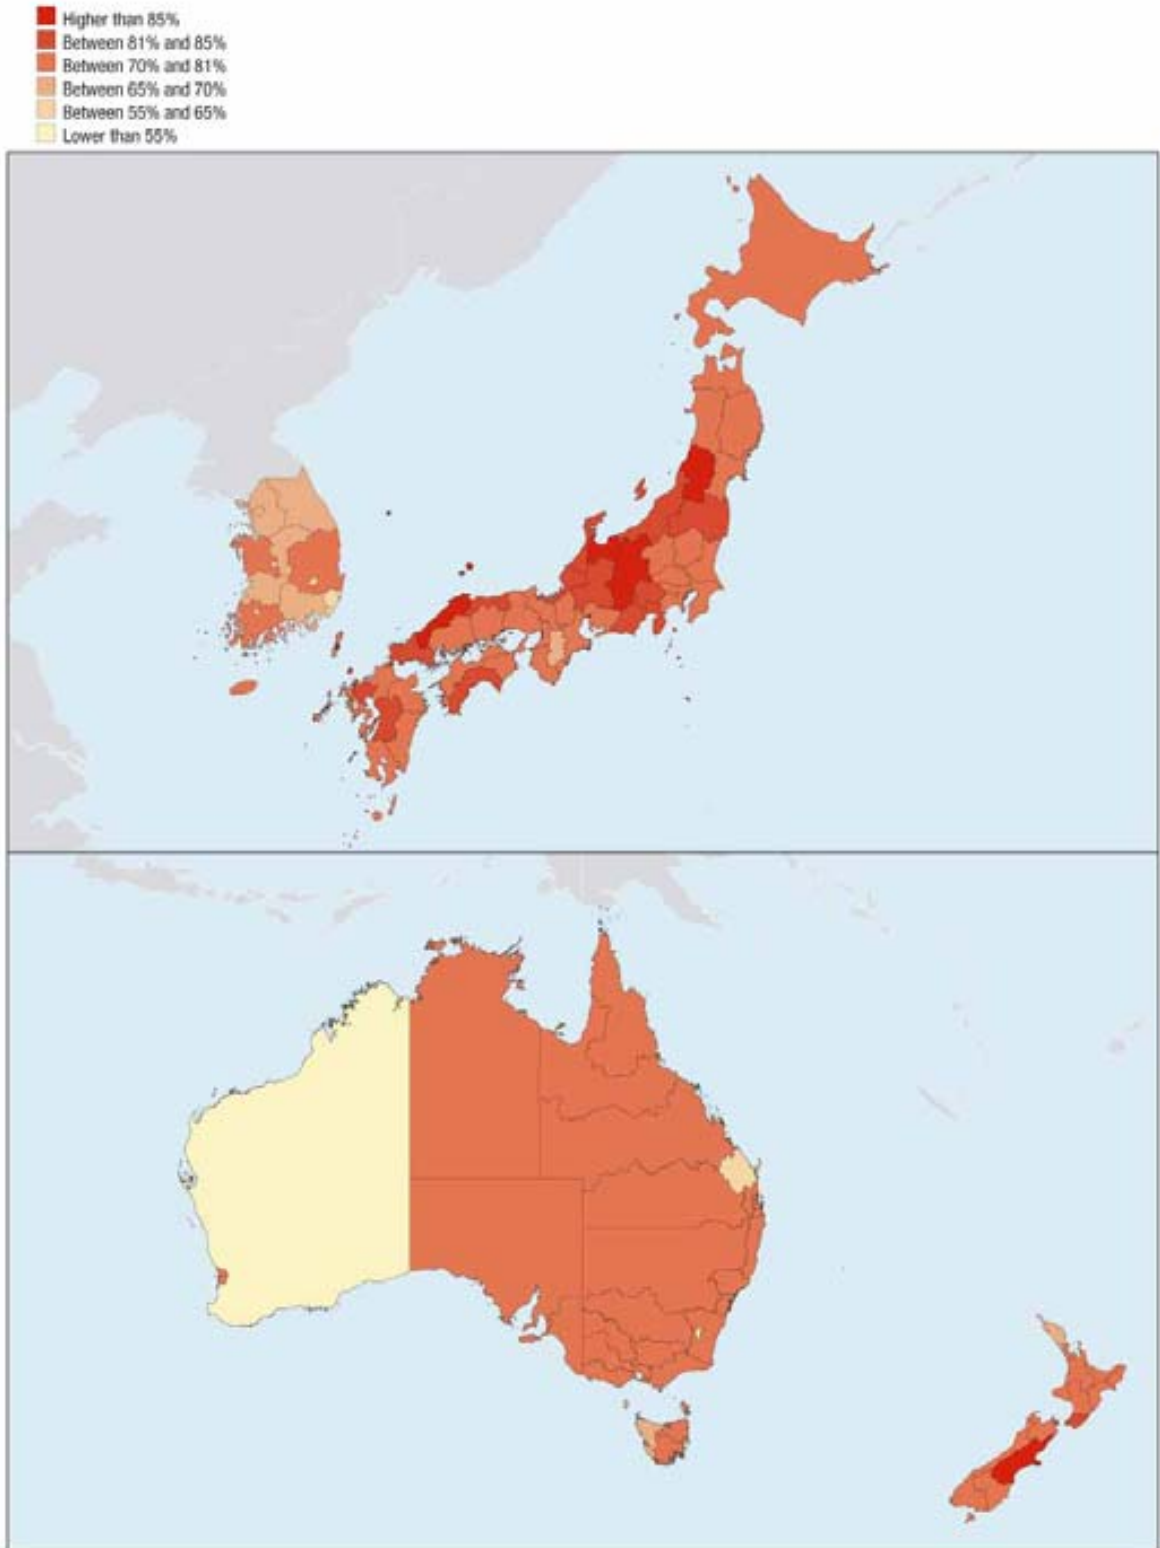 Higher than 85%
Between 81% and 85%
Between 70% and 81%
Between 65% and 70%
Between 55% and 65%
Lower than 55%